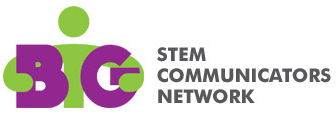 BiG
STEM
COMMUNICATORS
NETWORK